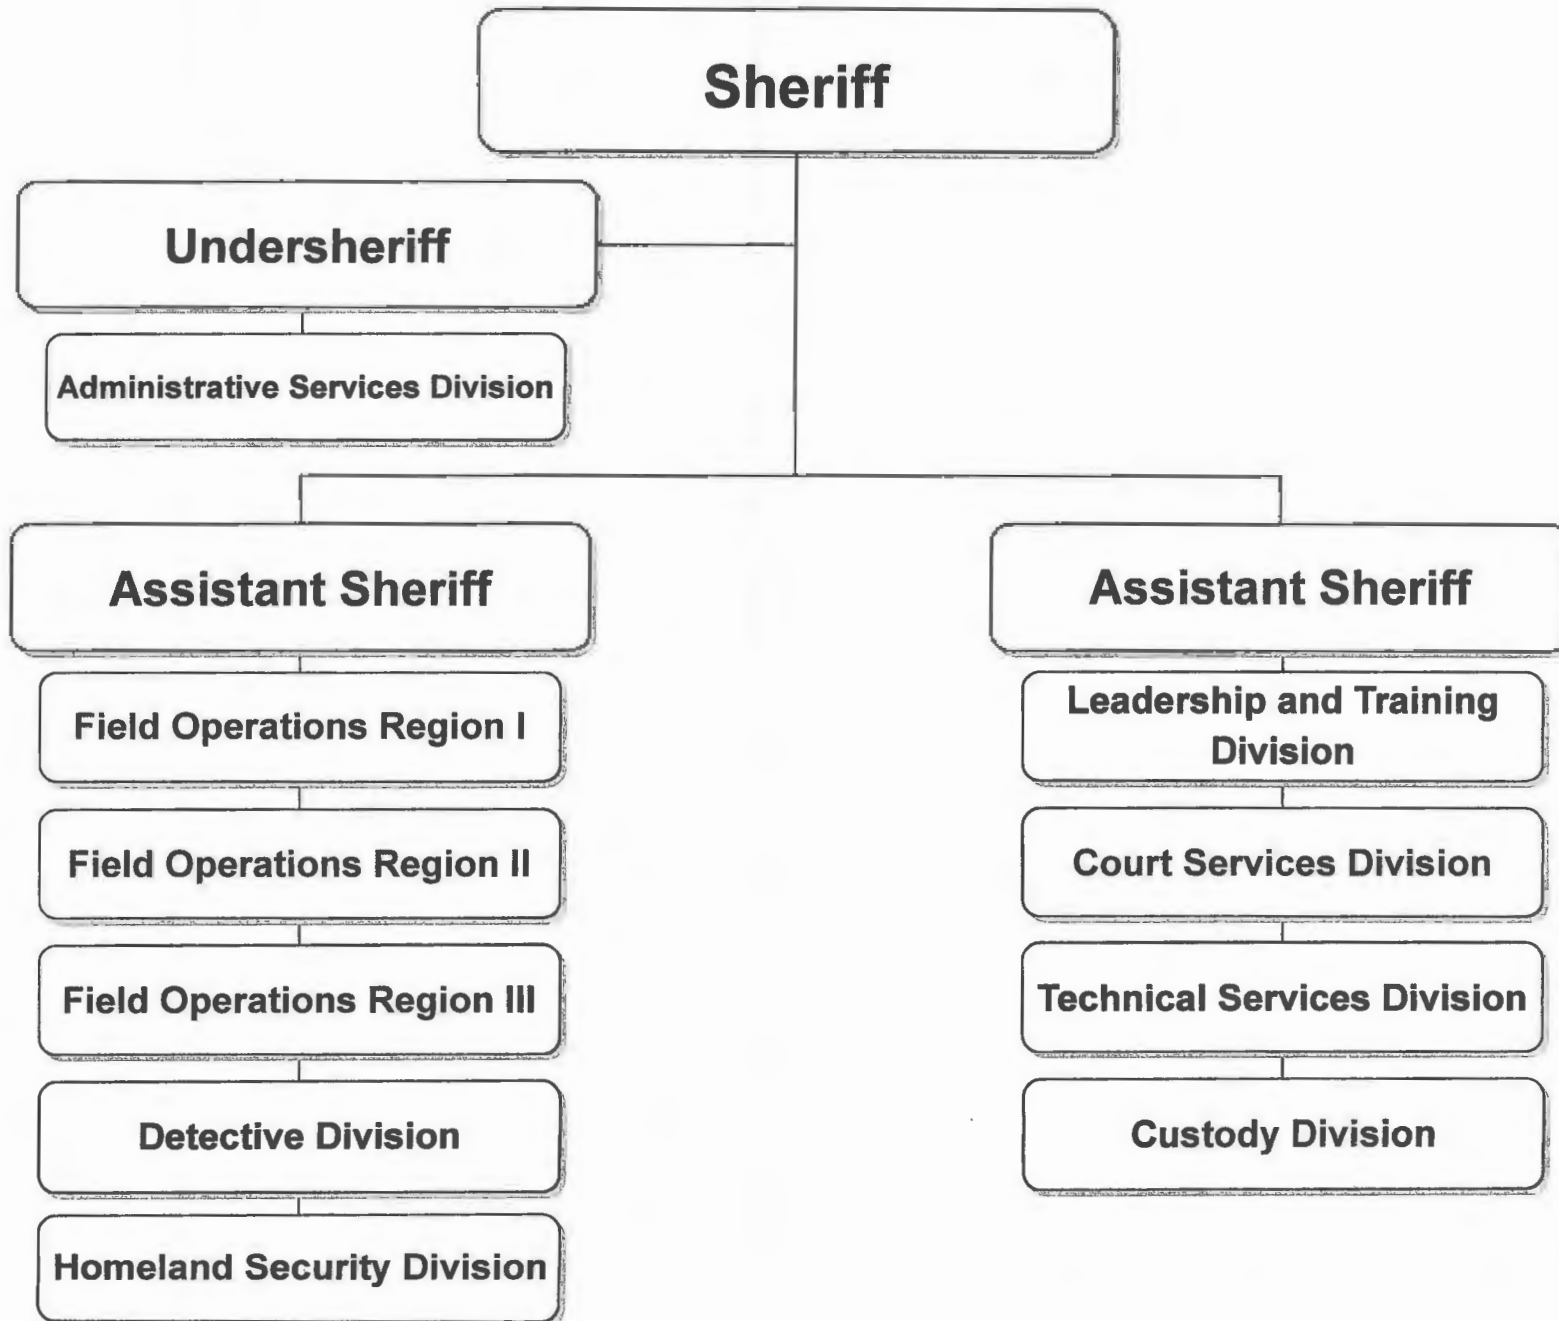 Sheriff
Undersheriff
Administrative Services Division
Assistant Sheriff
Field Operations Region I
Field Operations Region II
Field Operations Region III
Detective Division
Homeland Security Division
Assistant Sheriff
Leadership and Training
Division
Court Services Division
Technical Services Division
Custody Division